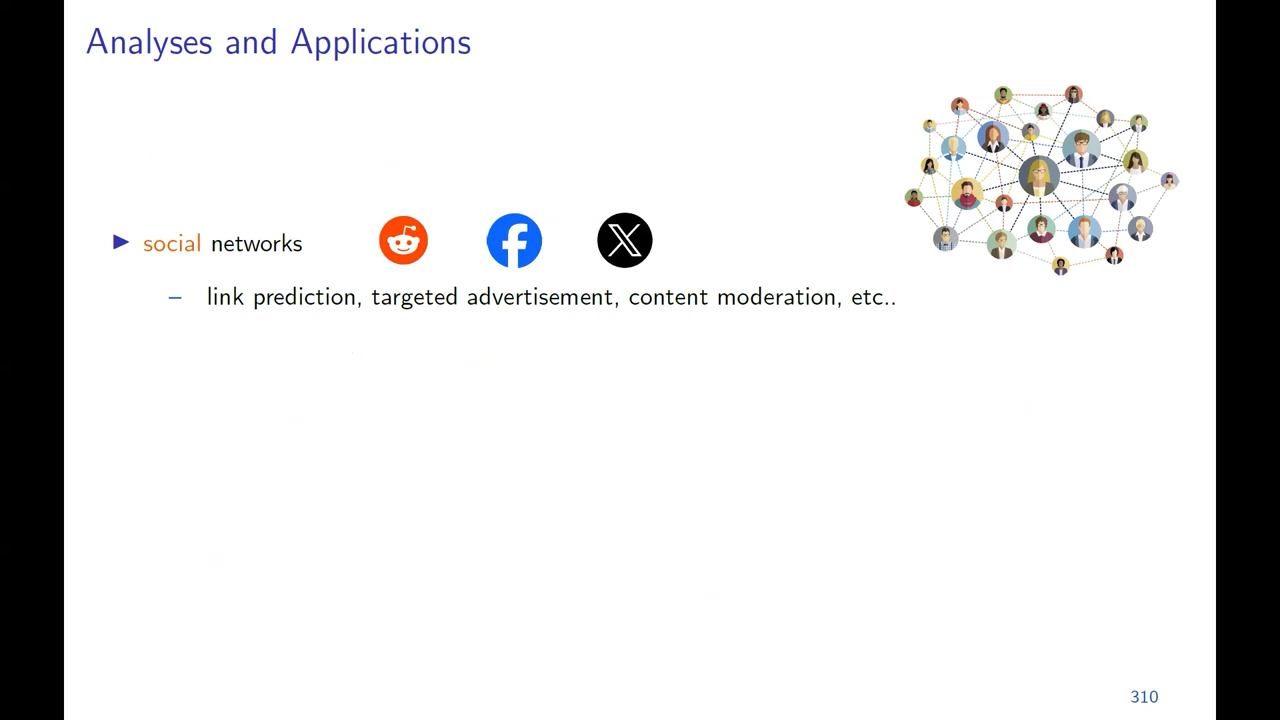 Analyses and Applications
▶ social networks
– link prediction, targeted advertisement, content moderation, etc..
310